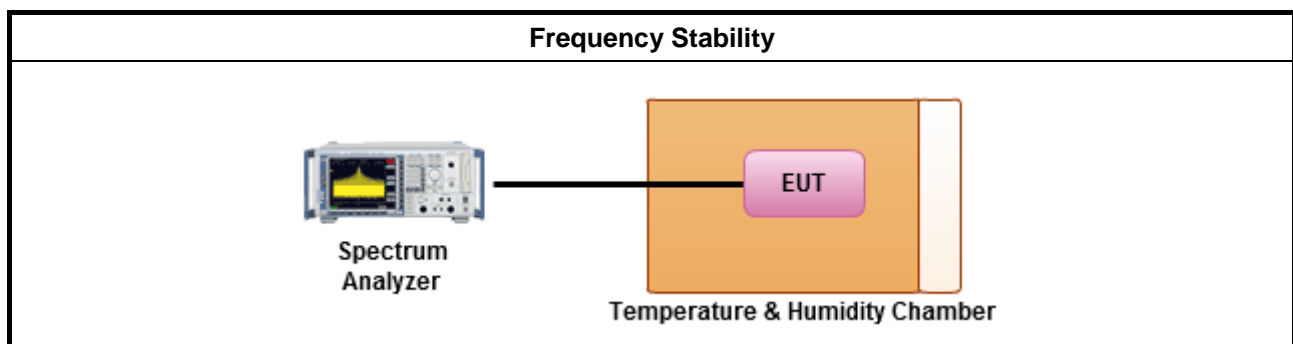 Frequency Stability
EUT
Spectrum
Analyzer
Temperature & Humidity Chamber